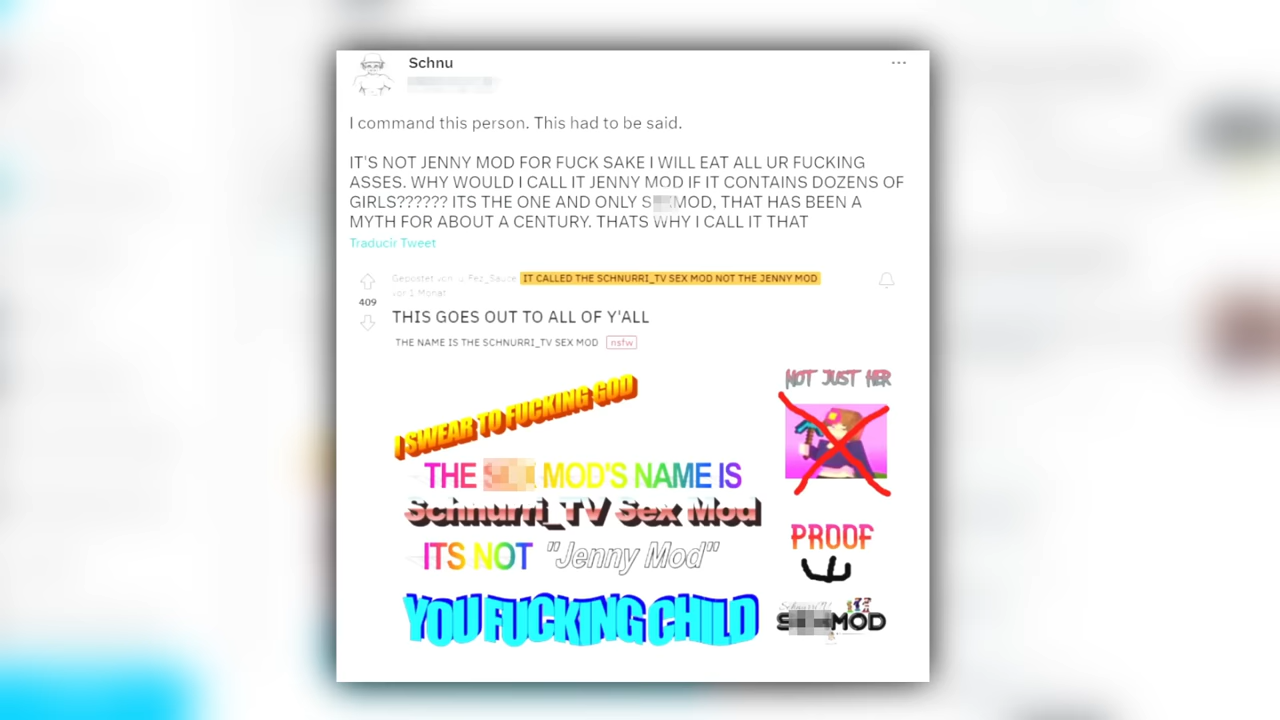 Schnu
I command this person. This had to be said.
IT'S NOT JENNY MOD FOR FUCK SAKE I WILL EAT ALL UR FUCKING
ASSES. WHY WOULD I CALL IT JENNY MOD IF IT CONTAINS DOZENS OF
GIRLS?????? ITS THE ONE AND ONLY S MOD, THAT HAS BEEN A
MYTH FOR ABOUT A CENTURY. THATS WHY I CALL IT THAT
Traducir Tweet
Gepostet von u/Fez_Sauce IT CALLED THE SCHNURRI_TV SEX MOD NOT THE JENNY MOD
vor 1 Monat
409
THIS GOES OUT TO ALL OF Y'ALL
THE NAME IS THE SCHNURRI_TV SEX MOD nsfw
NOT JUST HER
I SWEAR TO FUCKING GOD
THE MOD'S NAME IS
Schnurri_TV Sex Mod
PROOF
ITS NOT "Jenny Mod"
YOU FUCKING CHILD
S MOD